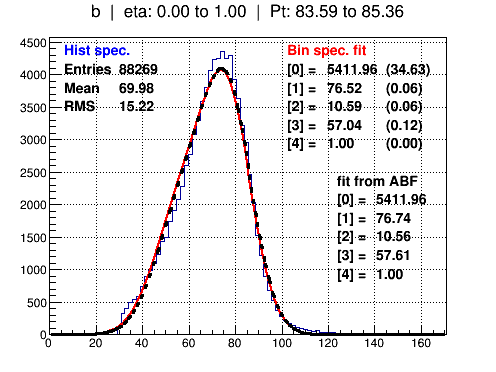 b | eta: 0.00 to 1.00 | Pt: 83.59 to 85.36
Hist spec.
Entries 88269
Mean 69.98
RMS 15.22
Bin spec. fit
[0] = 5411.96 (34.63)
[1] = 76.52 (0.06)
[2] = 10.59 (0.06)
[3] = 57.04 (0.12)
[4] = 1.00 (0.00)
fit from ABF
[0] = 5411.96
[1] = 76.74
[2] = 10.56
[3] = 57.61
[4] = 1.00
4500
4000
3500
3000
2500
2000
1500
1000
500
0
0 20 40 60 80 100 120 140 160